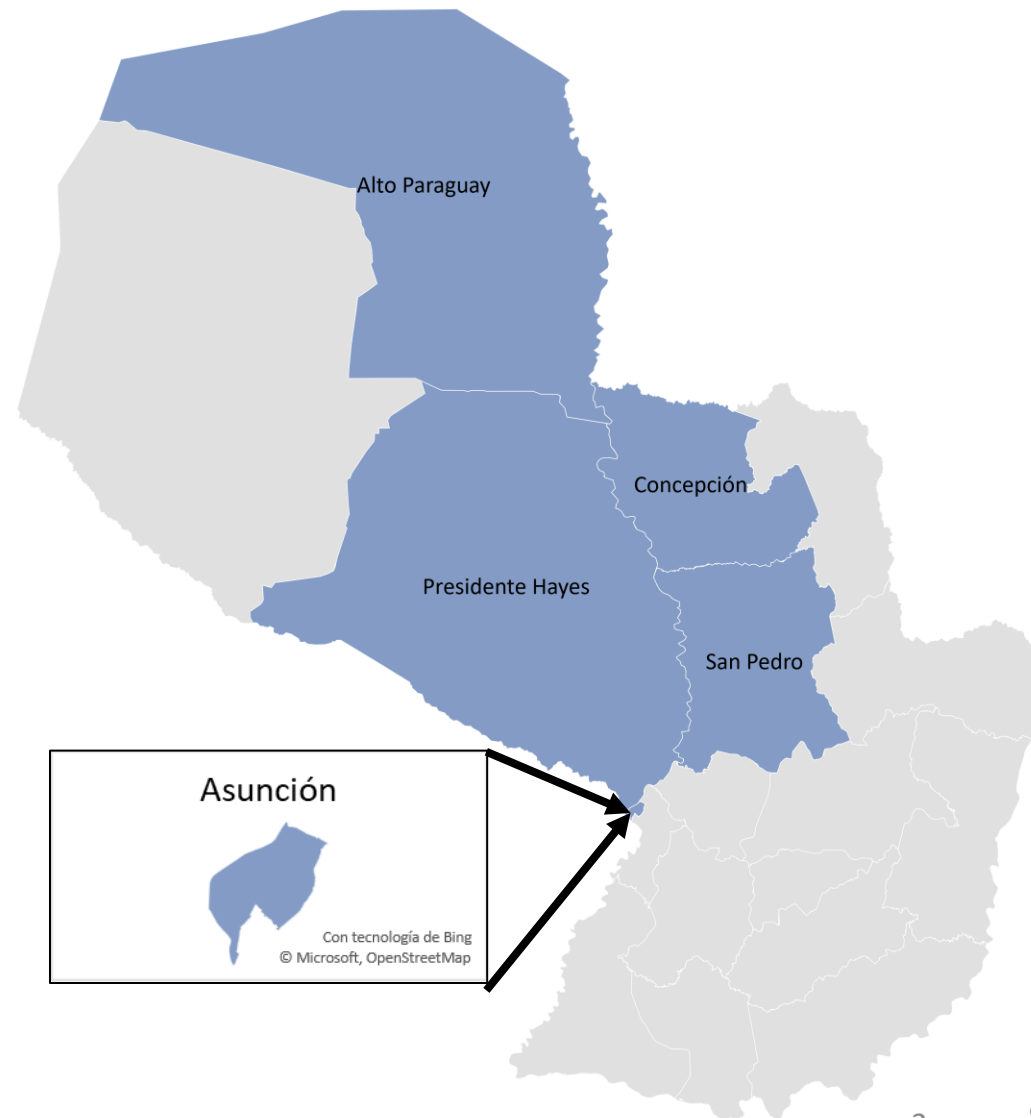 Alto Paraguay
Concepción
Presidente Hayes
San Pedro
Asunción
Con tecnología de Bing
© Microsoft, OpenStreetMap